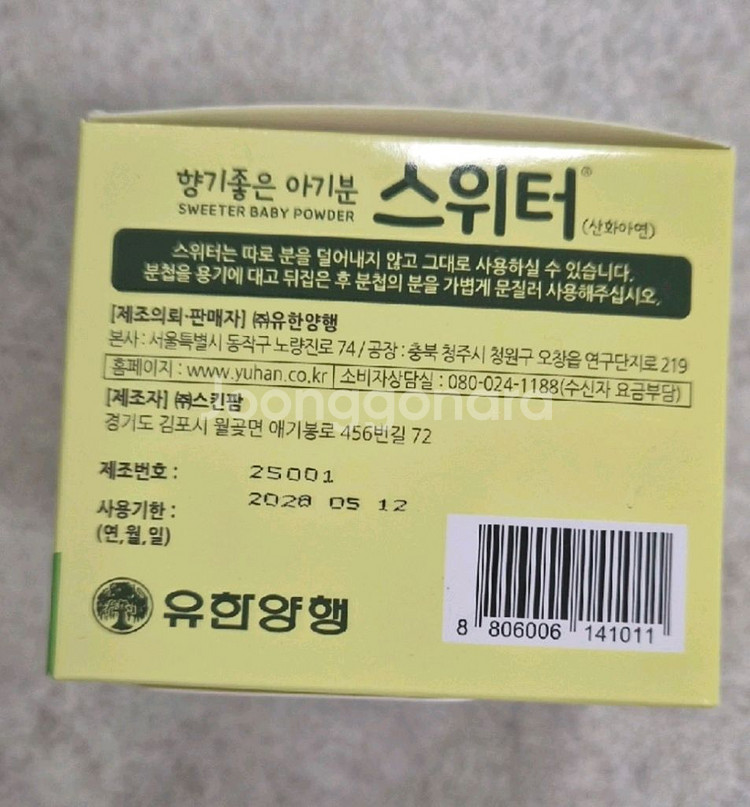 향기좋은 아기분 스위터®
SWEETER BABY POWDER (산화아연)
스위터는 따로 분을 덜어내지 않고 그대로 사용하실 수 있습니다.
분첩을 용기에 대고 뒤집은 후 분첩의 분을 가볍게 문질러 사용해주십시오.
[제조의뢰·판매자] ㈜유한양행
본사 : 서울특별시 동작구 노량진로 74 / 공장 : 충북 청주시 청원구 오창읍 연구단지로 219
홈페이지 : www.yuhan.co.kr 소비자상담실 : 080-024-1188(수신자 요금부담)
[제조자] ㈜스킨팜
joonggonara
경기도 김포시 월곶면 애기봉로 456번길 72
제조번호 : 25001
사용기한 : 2028 05 12
(연,월,일)
유한양행
8 806006 141011